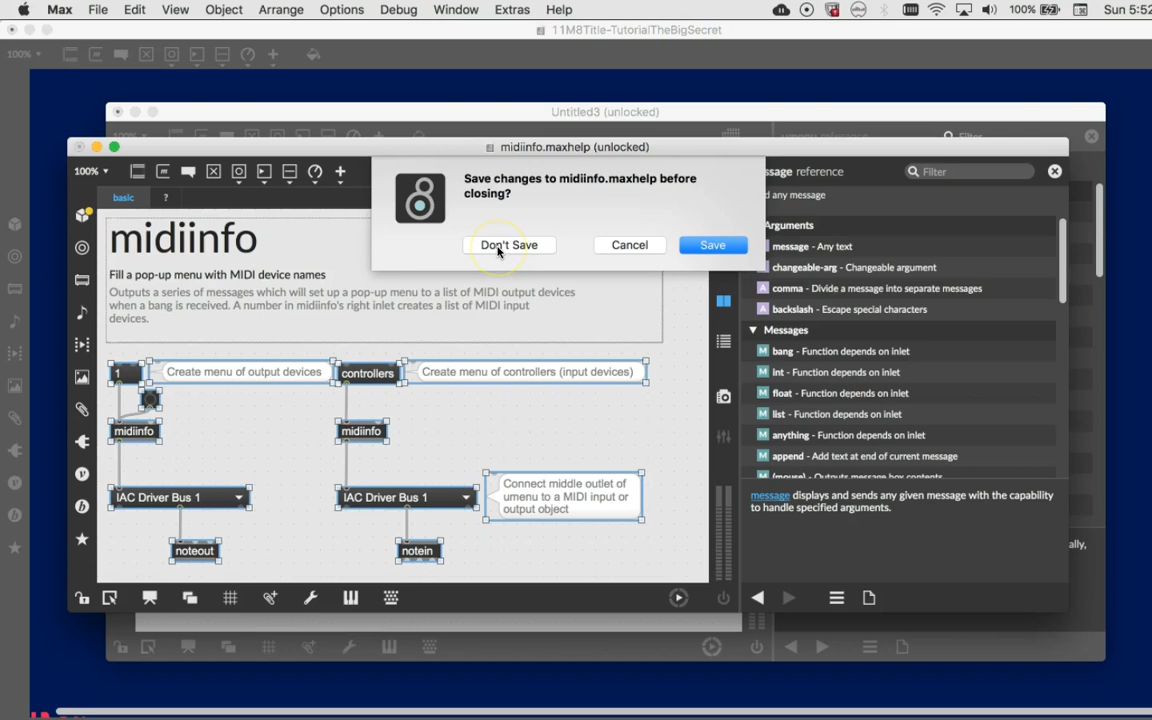 Max File Edit View Object Arrange Options Debug Window Extras Help 100% Sun 5:52
11M8Title-TutorialTheBigSecret
100%
Untitled3 (unlocked)
midiinfo.maxhelp (unlocked)
100%
Filter
Save changes to midiinfo.maxhelp before
closing?
Don't Save Cancel Save
basic ?
ssage reference
Filter
d any message
midiinfo
Fill a pop-up menu with MIDI device names
Outputs a series of messages which will set up a pop-up menu to a list of MIDI output devices
when a bang is received. A number in midiinfo's right inlet creates a list of MIDI input
devices.
1 Create menu of output devices controllers Create menu of controllers (input devices)
midiinfo midiinfo
IAC Driver Bus 1 IAC Driver Bus 1
Connect middle outlet of
umenu to a MIDI input or
output object
noteout notein
Arguments
A message - Any text
A changeable-arg - Changeable argument
A comma - Divide a message into separate messages
A backslash - Escape special characters
Messages
M bang - Function depends on inlet
M int - Function depends on inlet
M float - Function depends on inlet
M list - Function depends on inlet
M anything - Function depends on inlet
M append - Add text at end of current message
M (mouse) - Outputs message box contents
message displays and sends any given message with the capability
to handle specified arguments.
ally,